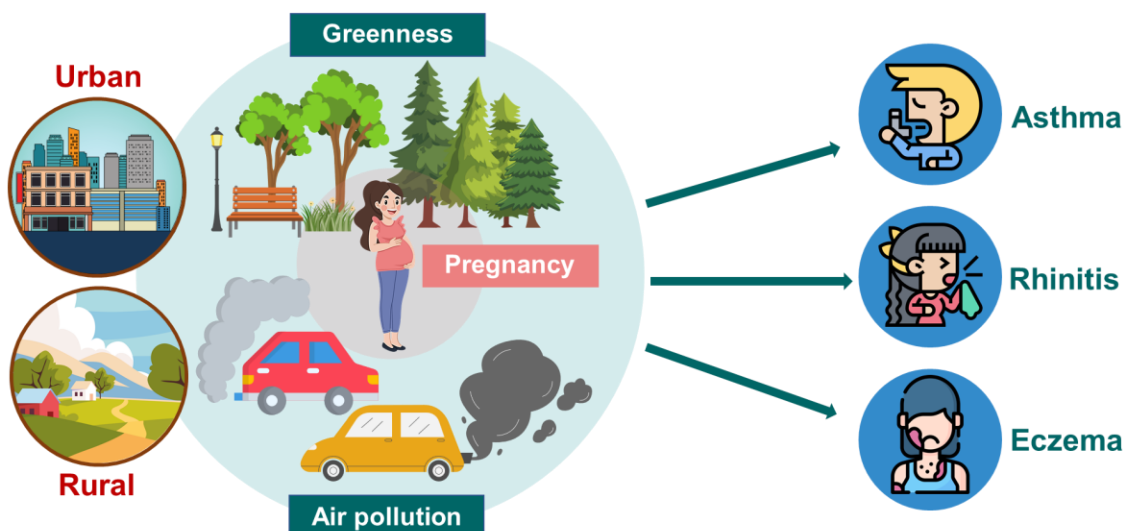 Greenness
Urban
Asthma
Pregnancy
Rhinitis
Rural
Eczema
Air pollution